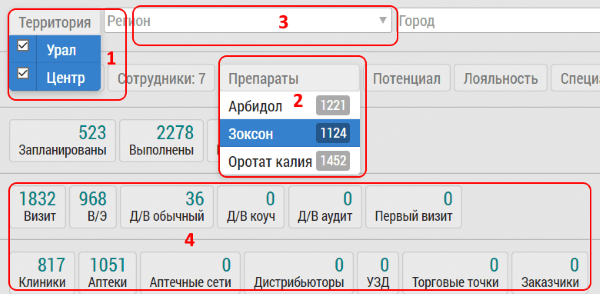 Территория
Регион
3
Город
Урал
1
Центр
Сотрудники: 7
Препараты
Потенциал
Лояльность
Специ
Арбидол 1221
2
Зоксон 1124
Оротат калия 1452
523
Запланированы
2278
Выполнены
1832
Визит
968
В/Э
36
Д/В обычный
0
Д/В коуч
0
Д/В аудит
0
Первый визит
4
817
Клиники
1051
Аптеки
0
Аптечные сети
0
Дистрибьюторы
0
УЗД
0
Торговые точки
0
Заказчики